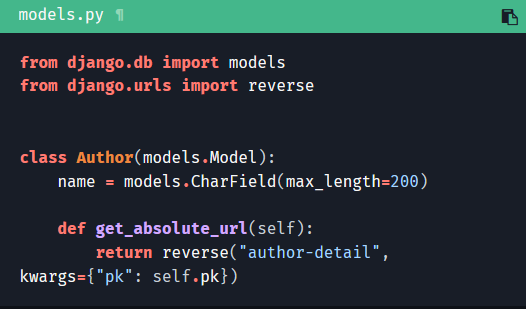 models.py ¶
from django.db import models
from django.urls import reverse
class Author(models.Model):
    name = models.CharField(max_length=200)
    def get_absolute_url(self):
        return reverse("author-detail",
kwargs={"pk": self.pk})